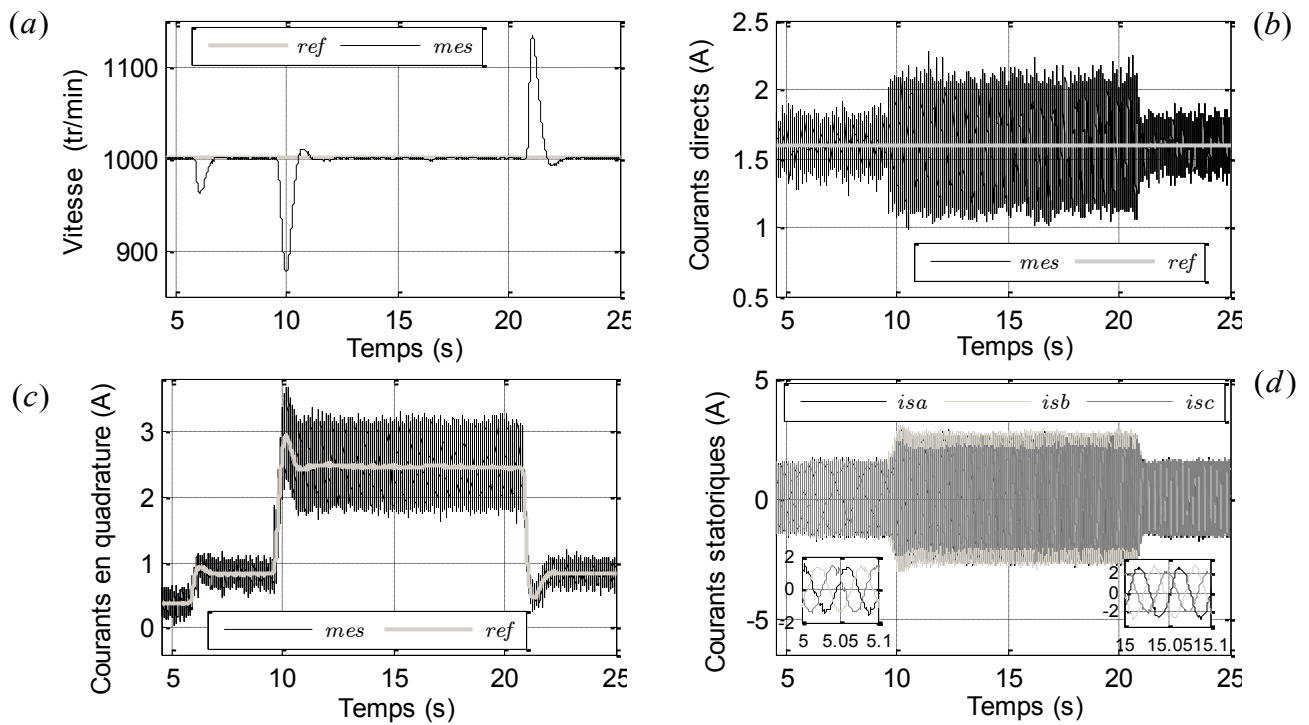 (a)
Vitesse (tr/min)
1100
1000
900
ref mes
5 10 15 20 25
Temps (s)
(b)
Courants directs (A)
2.5
2
1.5
1
0.5
mes ref
5 10 15 20 25
Temps (s)
(c)
Courants en quadrature (A)
3
2
1
0
mes ref
5 10 15 20 25
Temps (s)
(d)
Courants statoriques (A)
5
0
-5
isa isb isc
2
0
-2
5 5.05 5.1
2
0
-2
15 15.05 15.1
5 10 15 20 25
Temps (s)